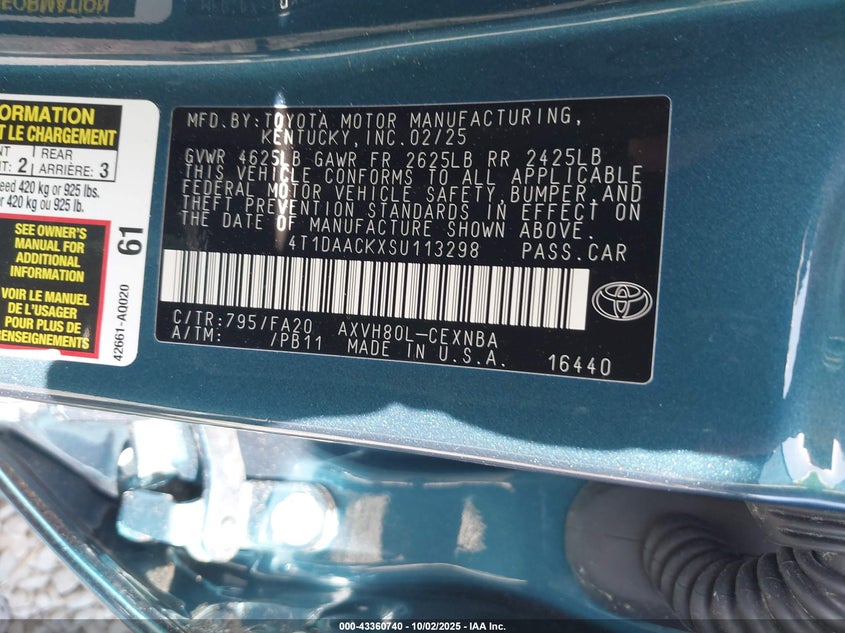 ORMATION
T LE CHARGEMENT
NT 2 REAR 3
ARRIÈRE:
eed 420 kg or 925 lbs.
r 420 kg ou 925 lb.
SEE OWNER'S
MANUAL FOR
ADDITIONAL
INFORMATION
VOIR LE MANUEL
DE L'USAGER
POUR PLUS DE
RENSEIGNEMENTS
61
42661-A0020
MFD.BY:TOYOTA MOTOR MANUFACTURING,
KENTUCKY,INC.02/25
GVWR 4625LB GAWR FR 2625LB RR 2425LB
THIS VEHICLE CONFORMS TO ALL APPLICABLE
FEDERAL MOTOR VEHICLE SAFETY,BUMPER,AND
THEFT PREVENTION STANDARDS IN EFFECT ON
THE DATE OF MANUFACTURE SHOWN ABOVE.
4T1DAACKXSU113298 PASS.CAR
C/TR:795/FA20 AXVH80L-CEXNBA
A/TM: /PB11 MADE IN U.S.A. 16440
000-43360740 - 10/02/2025 - IAA Inc.